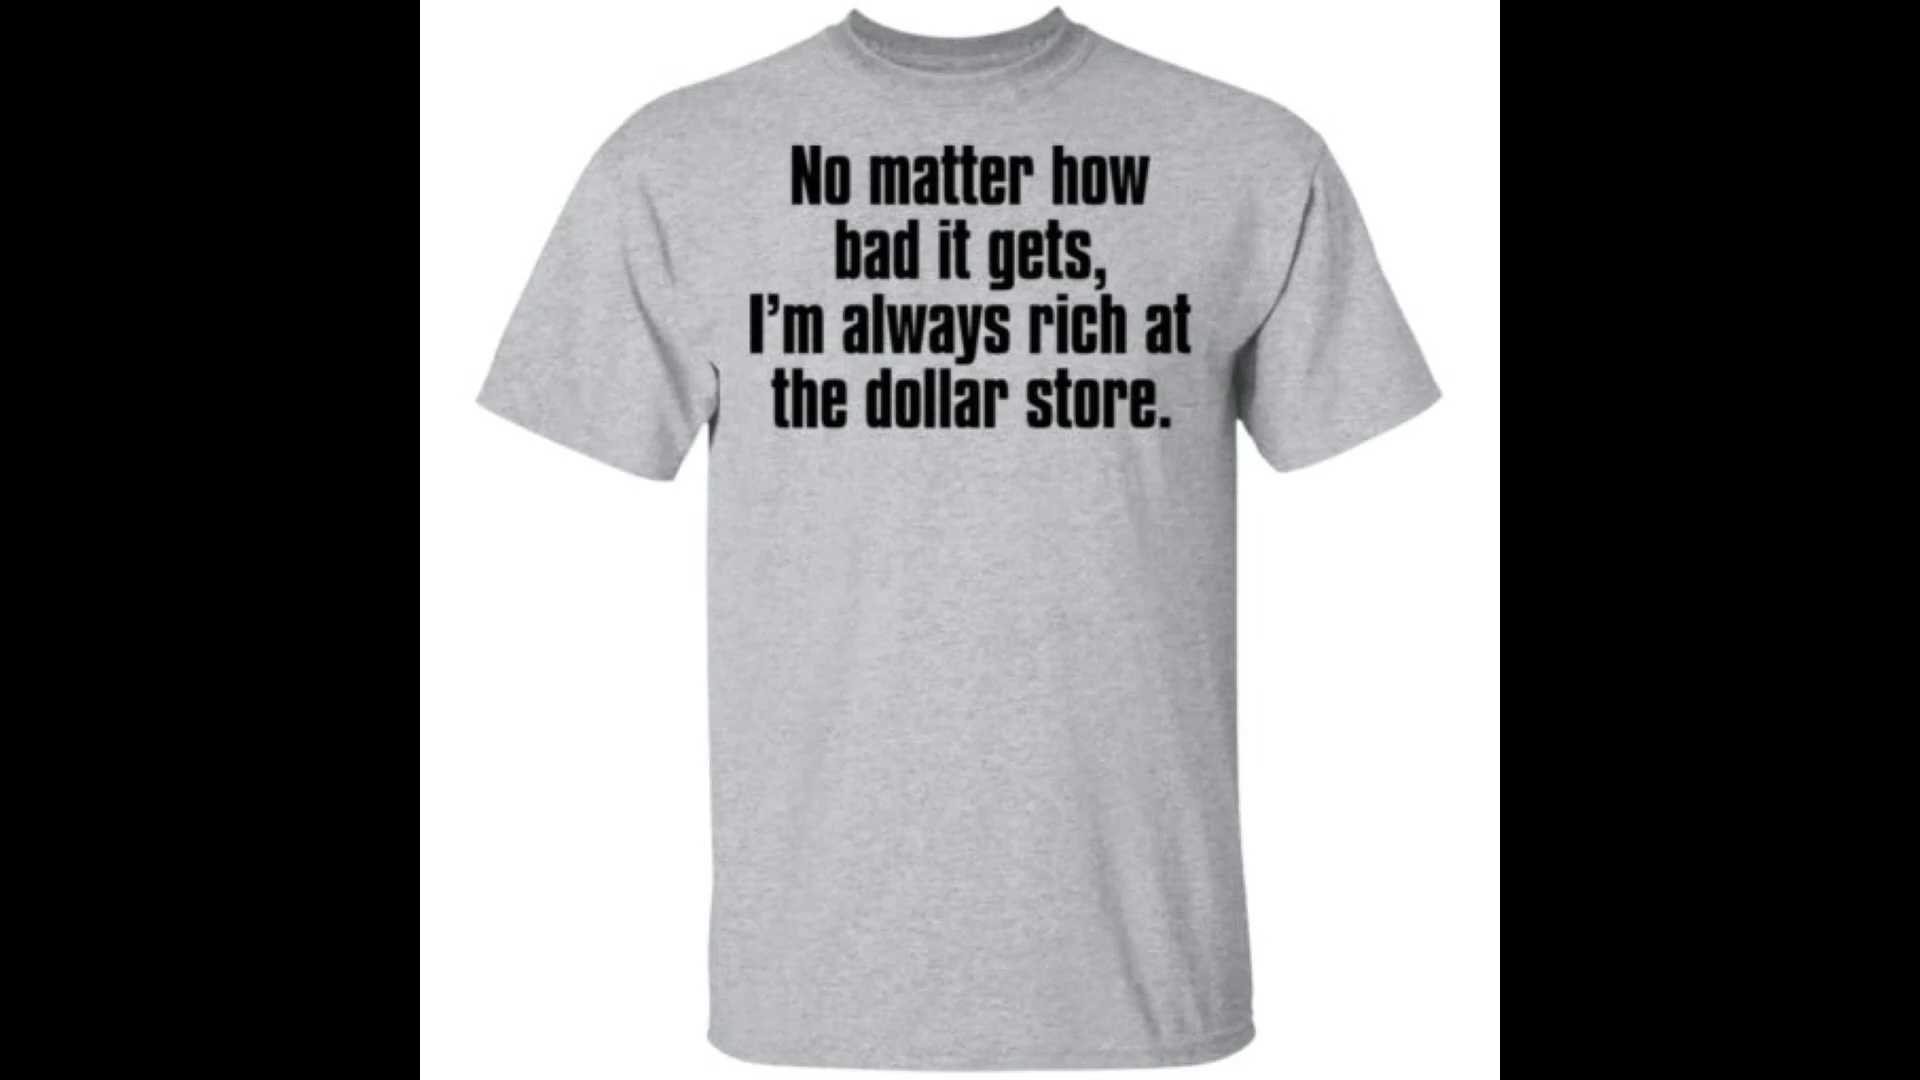 No matter how
bad it gets,
I'm always rich at
the dollar store.